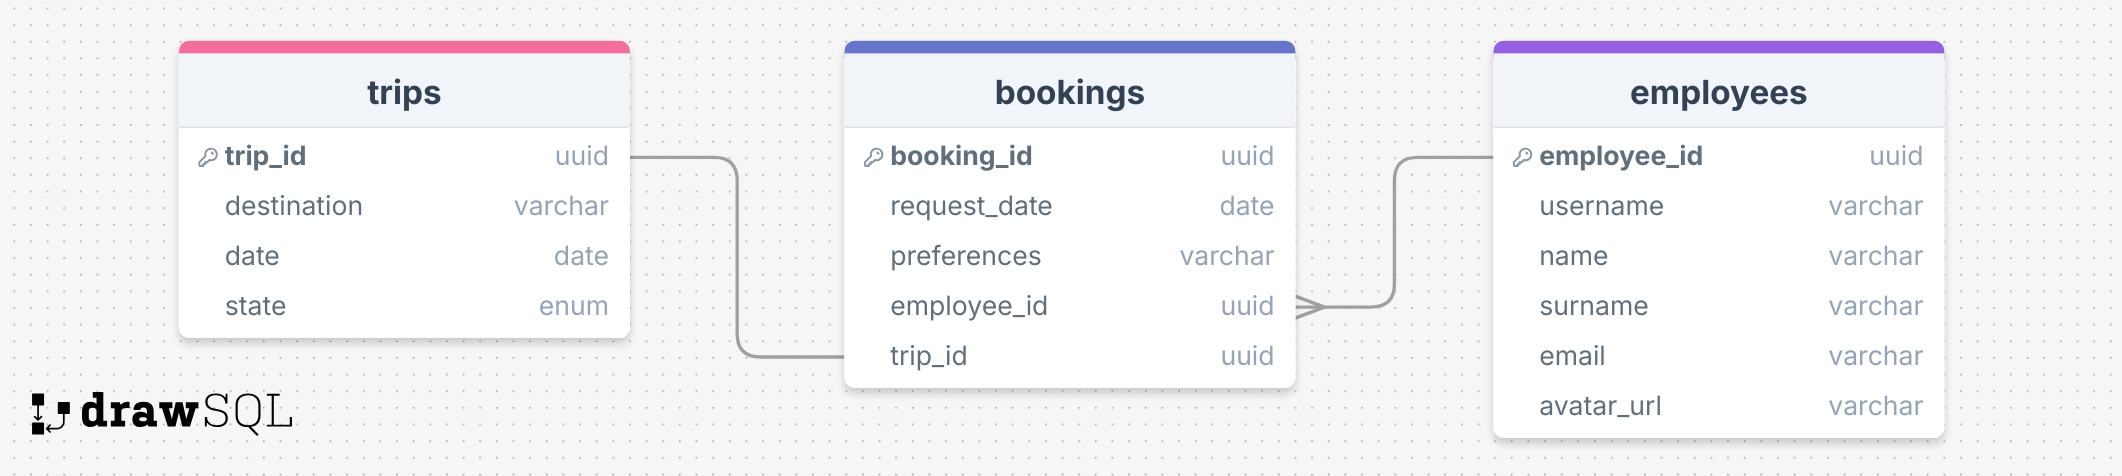 trips
trip_id uuid
destination varchar
date date
state enum
bookings
booking_id uuid
request_date date
preferences varchar
employee_id uuid
trip_id uuid
employees
employee_id uuid
username varchar
name varchar
surname varchar
email varchar
avatar_url varchar
drawSQL